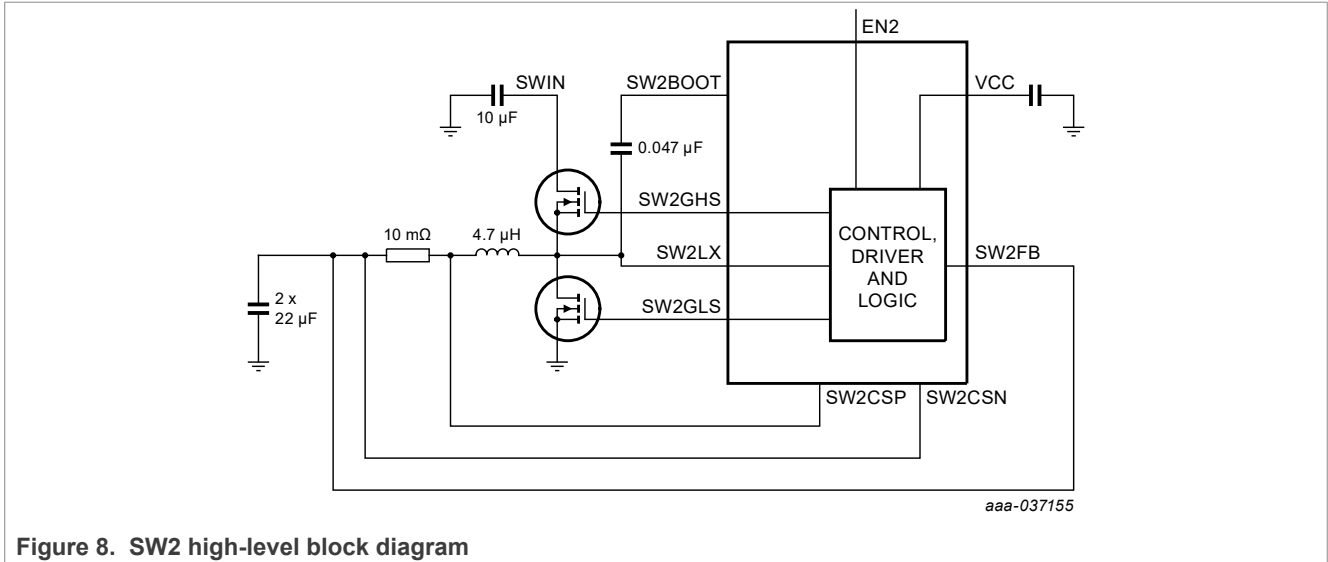 EN2
SWIN
SW2BOOT
VCC
10 µF
0.047 µF
SW2GHS
10 mΩ
4.7 µH
CONTROL,
DRIVER
AND
LOGIC
SW2LX
SW2FB
2 x
22 µF
SW2GLS
SW2CSP
SW2CSN
aaa-037155
Figure 8. SW2 high-level block diagram